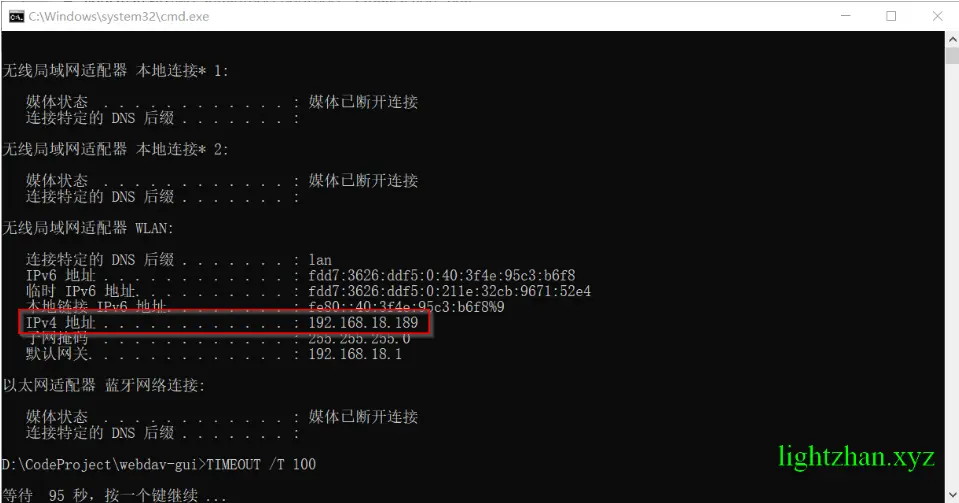 C:\Windows\system32\cmd.exe
无线局域网适配器 本地连接* 1:
媒体状态 . . . . . . . . . . . . : 媒体已断开连接
连接特定的 DNS 后缀 . . . . . . . :
无线局域网适配器 本地连接* 2:
媒体状态 . . . . . . . . . . . . : 媒体已断开连接
连接特定的 DNS 后缀 . . . . . . . :
无线局域网适配器 WLAN:
连接特定的 DNS 后缀 . . . . . . . : lan
IPv6 地址 . . . . . . . . . . . . : fdd7:3626:ddf5:0:40:3f4e:95c3:b6f8
临时 IPv6 地址. . . . . . . . . . : fdd7:3626:ddf5:0:211e:32cb:9671:52e4
本地链接 IPv6 地址. . . . . . . . : fe80::40:3f4e:95c3:b6f8%9
IPv4 地址 . . . . . . . . . . . . : 192.168.18.189
子网掩码 . . . . . . . . . . . . : 255.255.255.0
默认网关. . . . . . . . . . . . . : 192.168.18.1
以太网适配器 蓝牙网络连接:
媒体状态 . . . . . . . . . . . . : 媒体已断开连接
连接特定的 DNS 后缀 . . . . . . . :
D:\CodeProject\webdav-gui>TIMEOUT /T 100
lightzhan.xyz
等待 95 秒，按一个键继续 ...